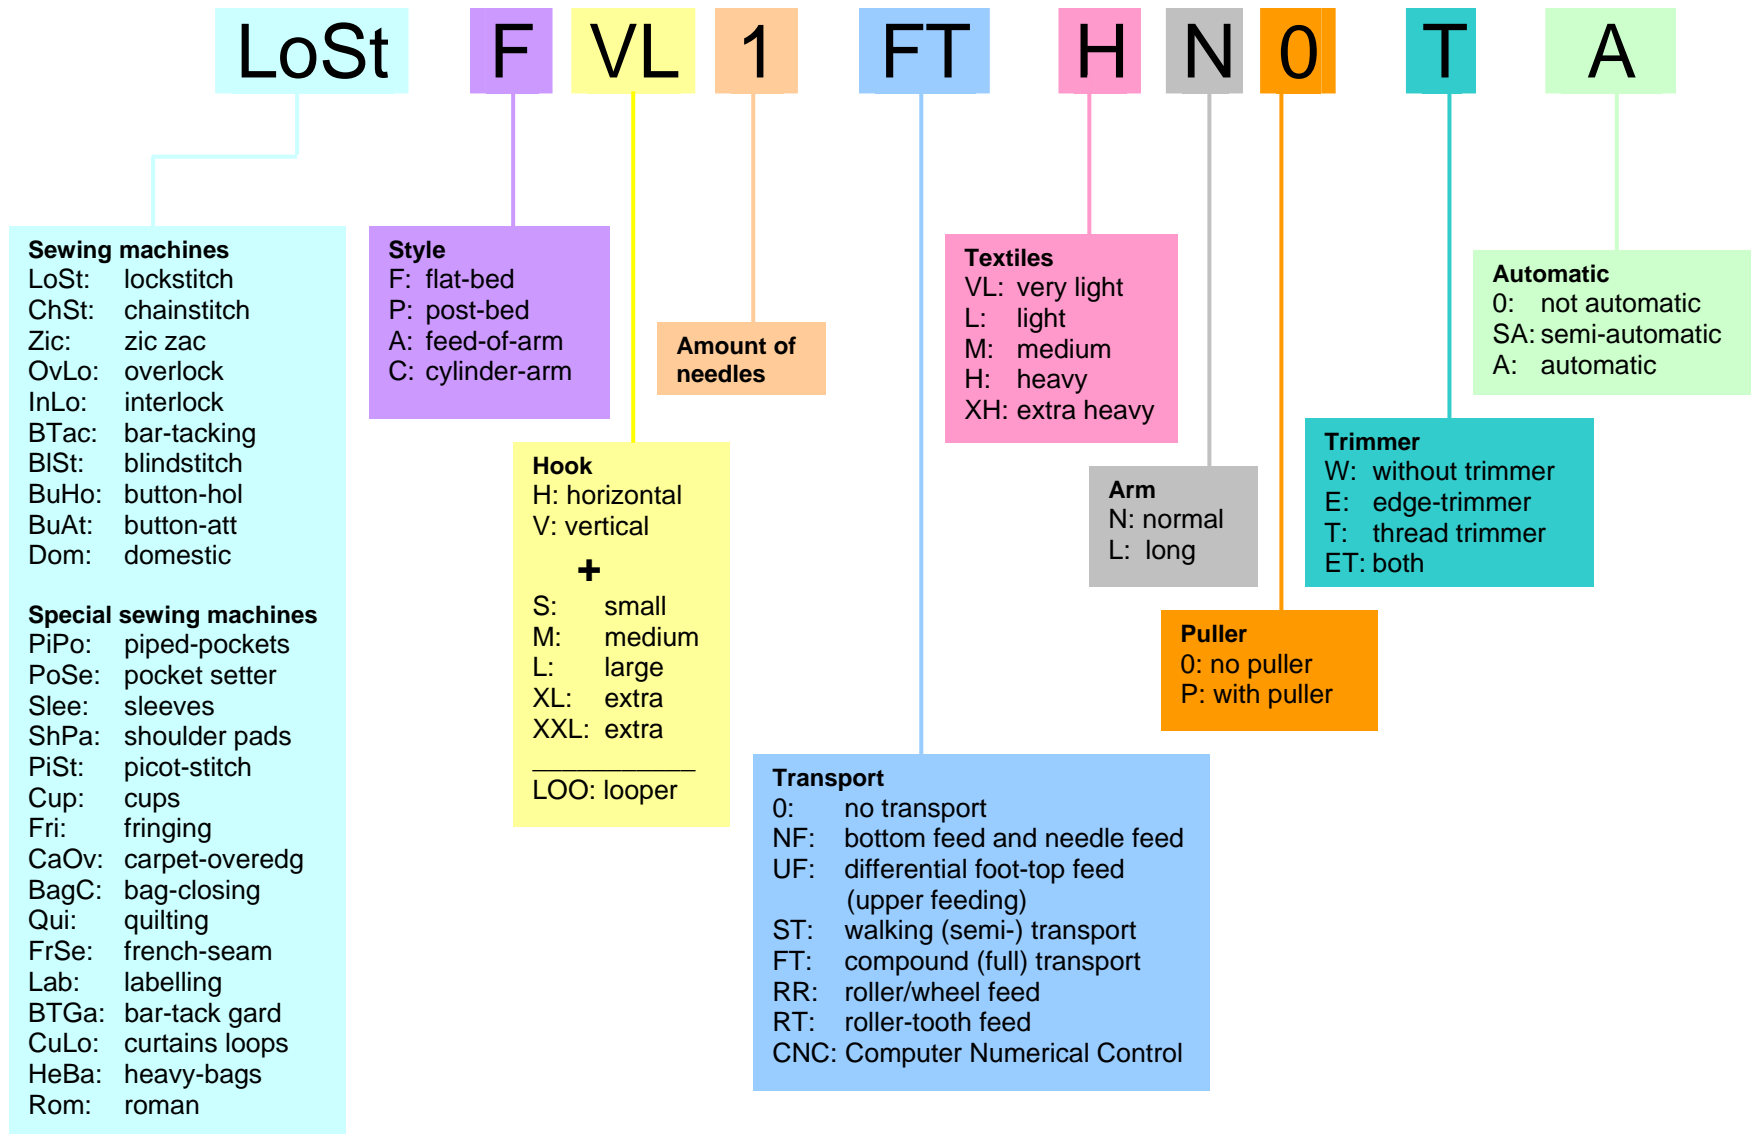 LoSt F VL 1 FT H N 0 T A
Sewing machines
LoSt: lockstitch
ChSt: chainstitch
Zic: zic zac
OvLo: overlock
InLo: interlock
BTac: bar-tacking
BlSt: blindstitch
BuHo: button-hol
BuAt: button-att
Dom: domestic
Special sewing machines
PiPo: piped-pockets
PoSe: pocket setter
Slee: sleeves
ShPa: shoulder pads
PiSt: picot-stitch
Cup: cups
Fri: fringing
CaOv: carpet-overedg
BagC: bag-closing
Qui: quilting
FrSe: french-seam
Lab: labelling
BTGa: bar-tack gard
CuLo: curtains loops
HeBa: heavy-bags
Rom: roman
Style
F: flat-bed
P: post-bed
A: feed-of-arm
C: cylinder-arm
Hook
H: horizontal
V: vertical
+
S: small
M: medium
L: large
XL: extra
XXL: extra
___________
LOO: looper
Amount of
needles
Transport
0: no transport
NF: bottom feed and needle feed
UF: differential foot-top feed
(upper feeding)
ST: walking (semi-) transport
FT: compound (full) transport
RR: roller/wheel feed
RT: roller-tooth feed
CNC: Computer Numerical Control
Textiles
VL: very light
L: light
M: medium
H: heavy
XH: extra heavy
Arm
N: normal
L: long
Puller
0: no puller
P: with puller
Trimmer
W: without trimmer
E: edge-trimmer
T: thread trimmer
ET: both
Automatic
0: not automatic
SA: semi-automatic
A: automatic